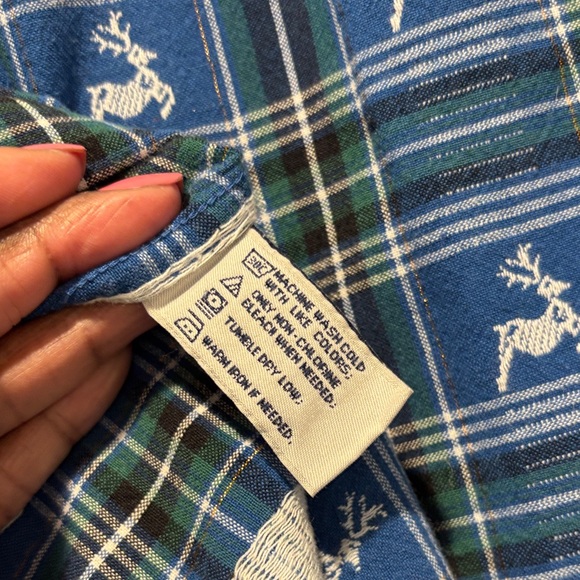 MACHINE WASH COLD
WITH LIKE COLORS.
ONLY NON-CHLORINE
BLEACH WHEN NEEDED.
TUMBLE DRY LOW.
WARM IRON IF NEEDED.